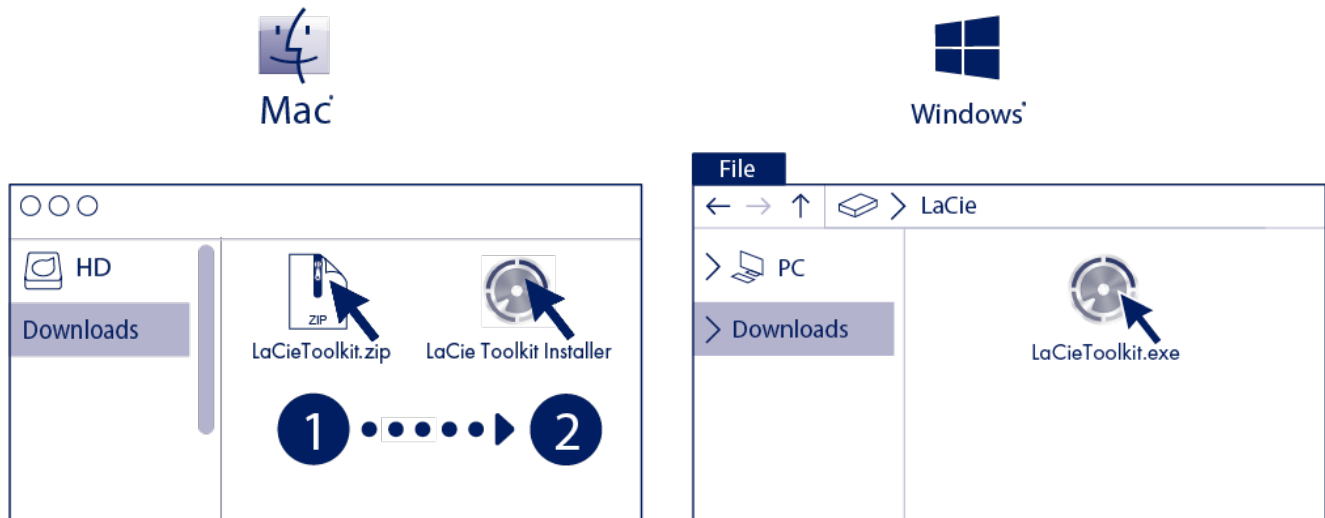 Mac
Windows
HD
Downloads
ZIP
LaCieToolkit.zip
LaCie Toolkit Installer
1
2
File
LaCie
PC
Downloads
LaCieToolkit.exe